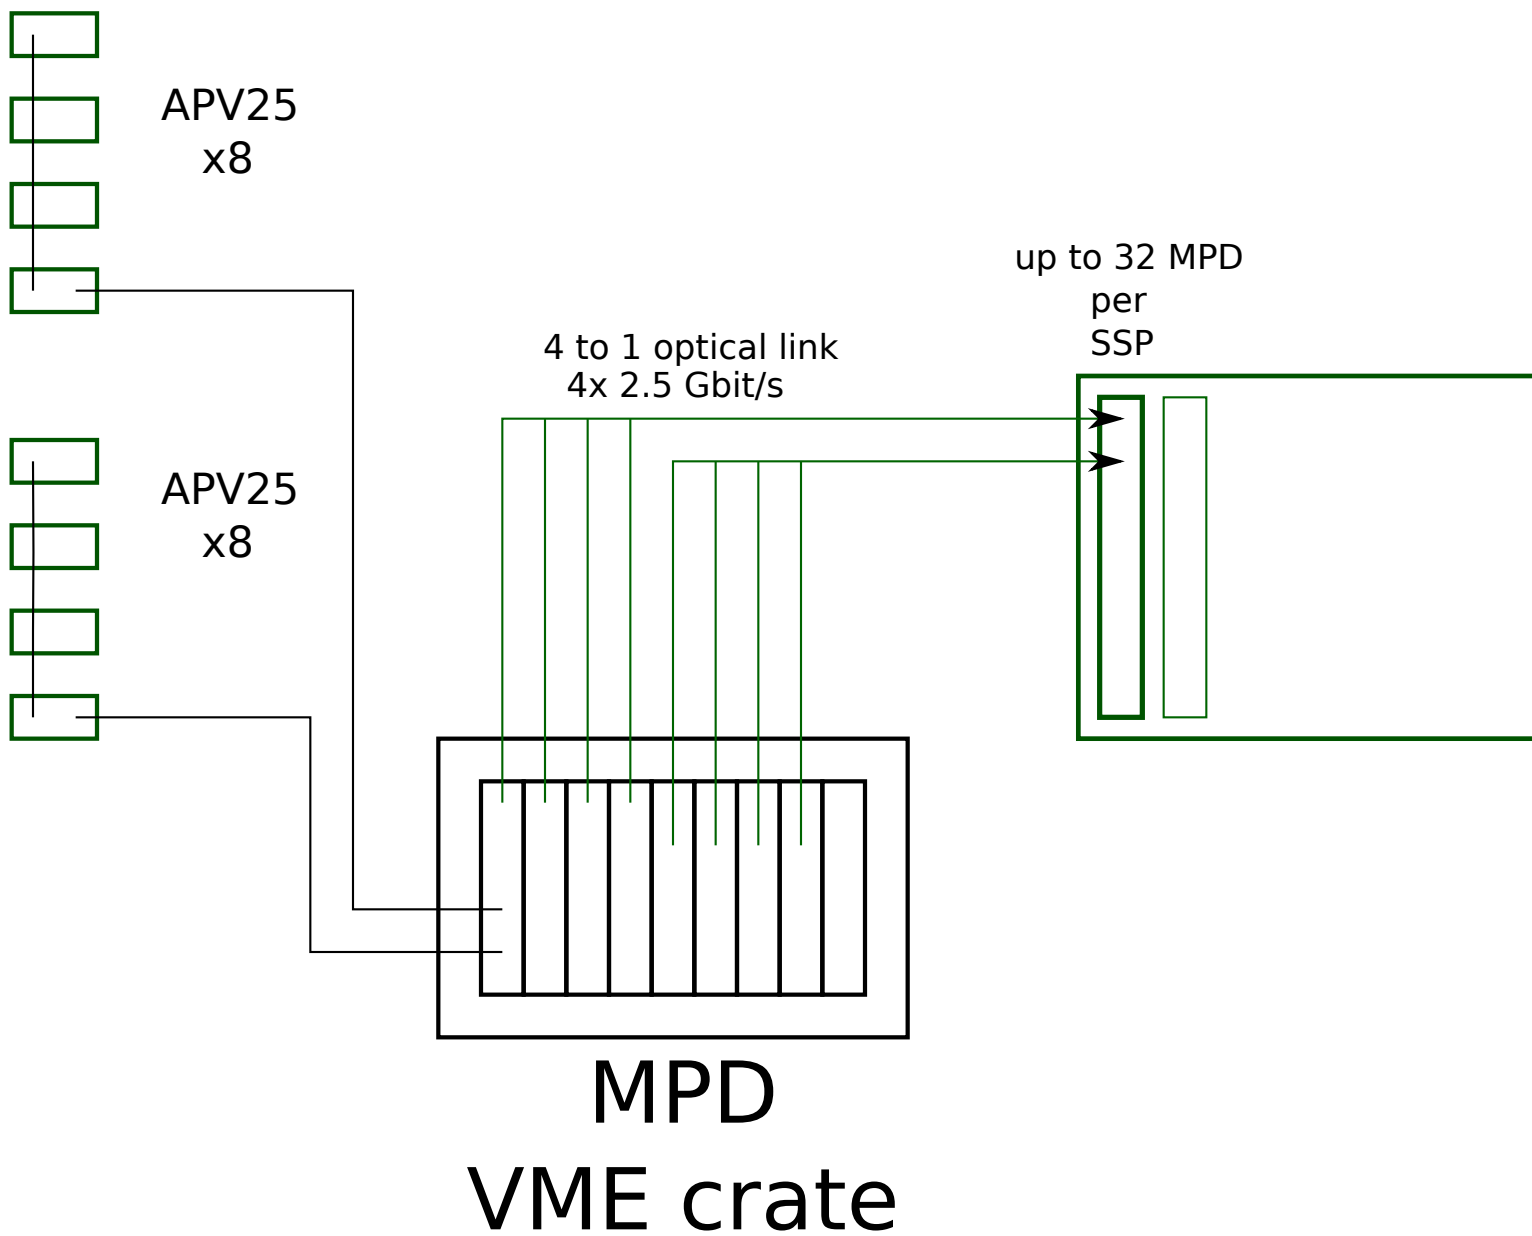 APV25
x8
up to 32 MPD
per
SSP
4 to 1 optical link
4x 2.5 Gbit/s
APV25
x8
MPD
VME crate